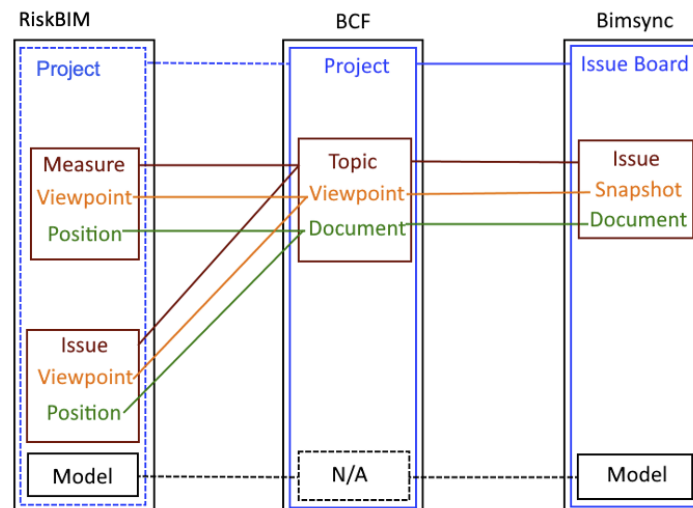 RiskBIM
BCF
Bimsync
Project
Project
Issue Board
Measure
Viewpoint
Position
Topic
Viewpoint
Document
Issue
Snapshot
Document
Issue
Viewpoint
Position
Model
N/A
Model